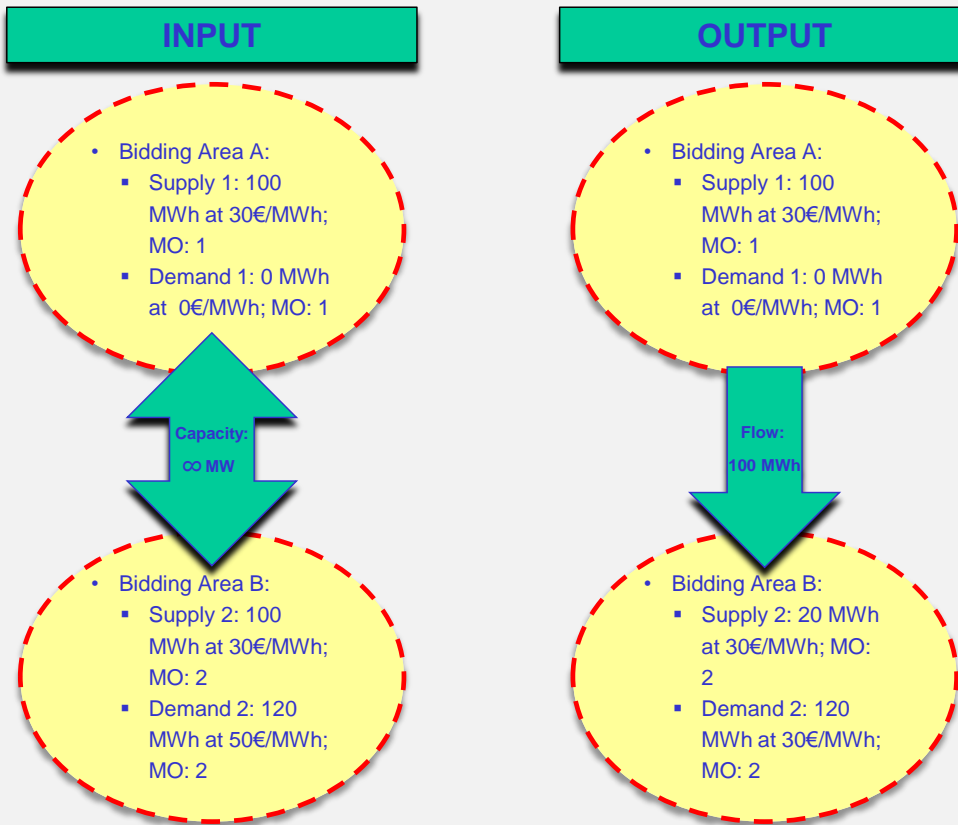 INPUT
• Bidding Area A:
▪ Supply 1: 100
MWh at 30€/MWh;
MO: 1
▪ Demand 1: 0 MWh
at  0€/MWh; MO: 1
Capacity:
∞ MW
• Bidding Area B:
▪ Supply 2: 100
MWh at 30€/MWh;
MO: 2
▪ Demand 2: 120
MWh at 50€/MWh;
MO: 2
OUTPUT
• Bidding Area A:
▪ Supply 1: 100
MWh at 30€/MWh;
MO: 1
▪ Demand 1: 0 MWh
at  0€/MWh; MO: 1
Flow:
100 MWh
• Bidding Area B:
▪ Supply 2: 20 MWh
at 30€/MWh; MO:
2
▪ Demand 2: 120
MWh at 30€/MWh;
MO: 2